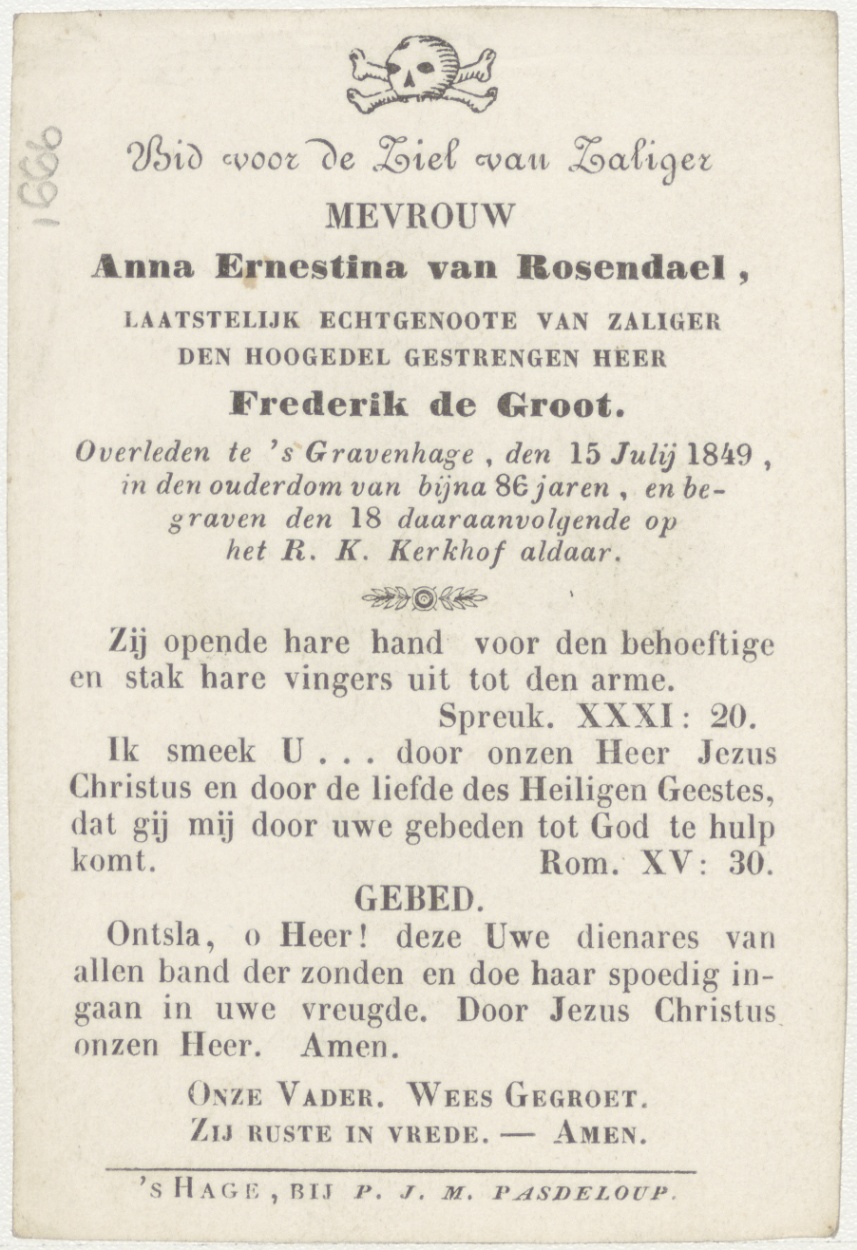 1666
Bid voor de Ziel van Zaliger
MEVROUW
Anna Ernestina van Rosendael,
LAATSTELIJK ECHTGENOOTE VAN ZALIGER
DEN HOOGEDEL GESTRENGEN HEER
Frederik de Groot.
Overleden te 's Gravenhage, den 15 Julij 1849,
in den ouderdom van bijna 86 jaren, en be-
graven den 18 daaraanvolgende op
het R. K. Kerkhof aldaar.
Zij opende hare hand voor den behoeftige
en stak hare vingers uit tot den arme.
Spreuk. XXXI: 20.
Ik smeek U . . . door onzen Heer Jezus
Christus en door de liefde des Heiligen Geestes,
dat gij mij door uwe gebeden tot God te hulp
komt. Rom. XV: 30.
GEBED.
Ontsla, o Heer! deze Uwe dienares van
allen band der zonden en doe haar spoedig in-
gaan in uwe vreugde. Door Jezus Christus
onzen Heer. Amen.
ONZE VADER. WEES GEGROET.
ZIJ RUSTE IN VREDE. — AMEN.
'S HAGE, BIJ P. J. M. PASDELOUP.